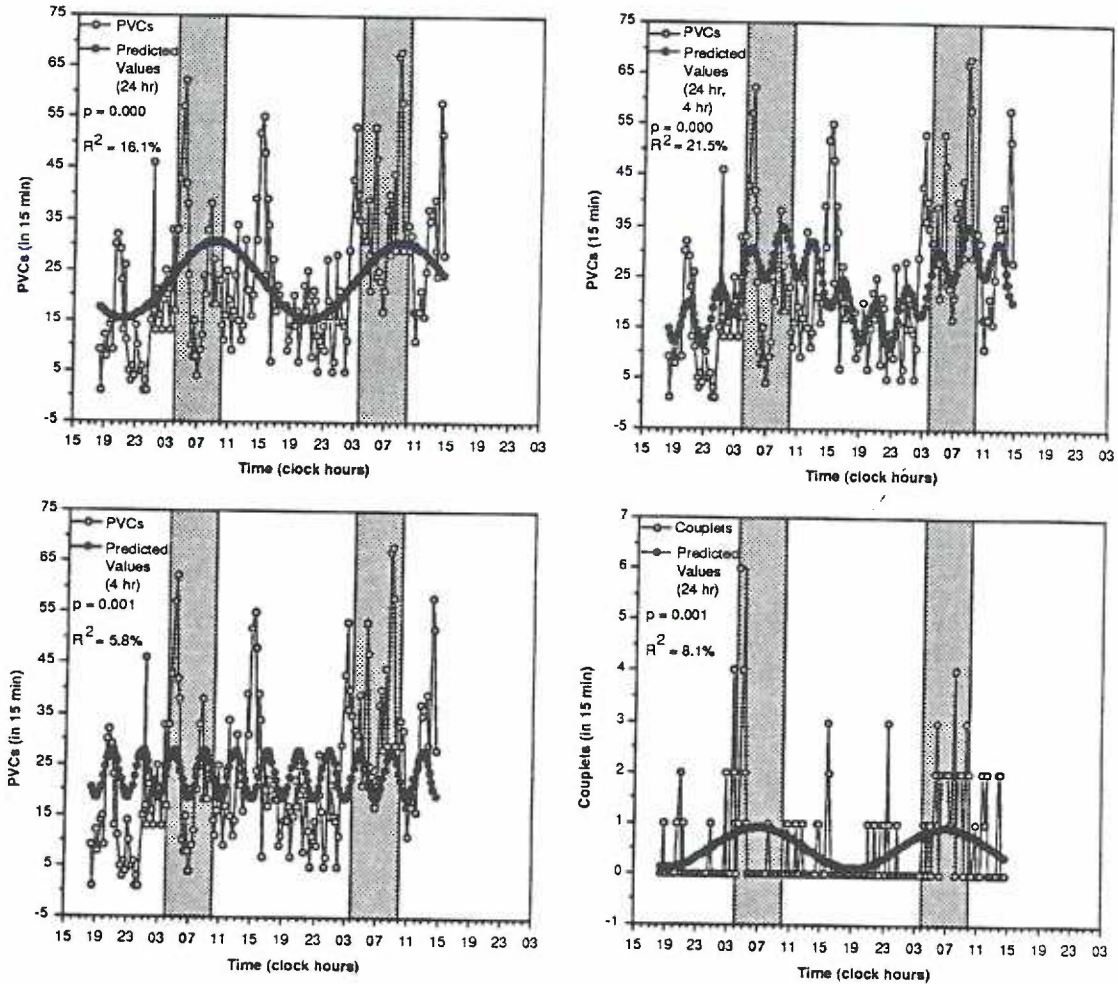 PVCs
Predicted
Values
(24 hr)
p = 0.000
R² = 16.1%
75
65
55
45
35
25
15
5
-5
PVCs (in 15 min)
15 19 23 03 07 11 15 19 23 03 07 11 15 19 23 03
Time (clock hours)
PVCs
Predicted
Values
(24 hr,
4 hr)
p = 0.000
R² = 21.5%
75
65
55
45
35
25
15
5
-5
PVCs (15 min)
15 19 23 03 07 11 15 19 23 03 07 11 15 19 23 03
Time (clock hours)
PVCs
Predicted
Values
(4 hr)
p = 0.001
R² = 5.8%
75
65
55
45
35
25
15
5
-5
PVCs (in 15 min)
15 19 23 03 07 11 15 19 23 03 07 11 15 19 23 03
Time (clock hours)
Couplets
Predicted
Values
(24 hr)
p = 0.001
R² = 8.1%
7
6
5
4
3
2
1
0
-1
Couplets (in 15 min)
15 19 23 03 07 11 15 19 23 03 07 11 15 19 23 03
Time (clock hours)